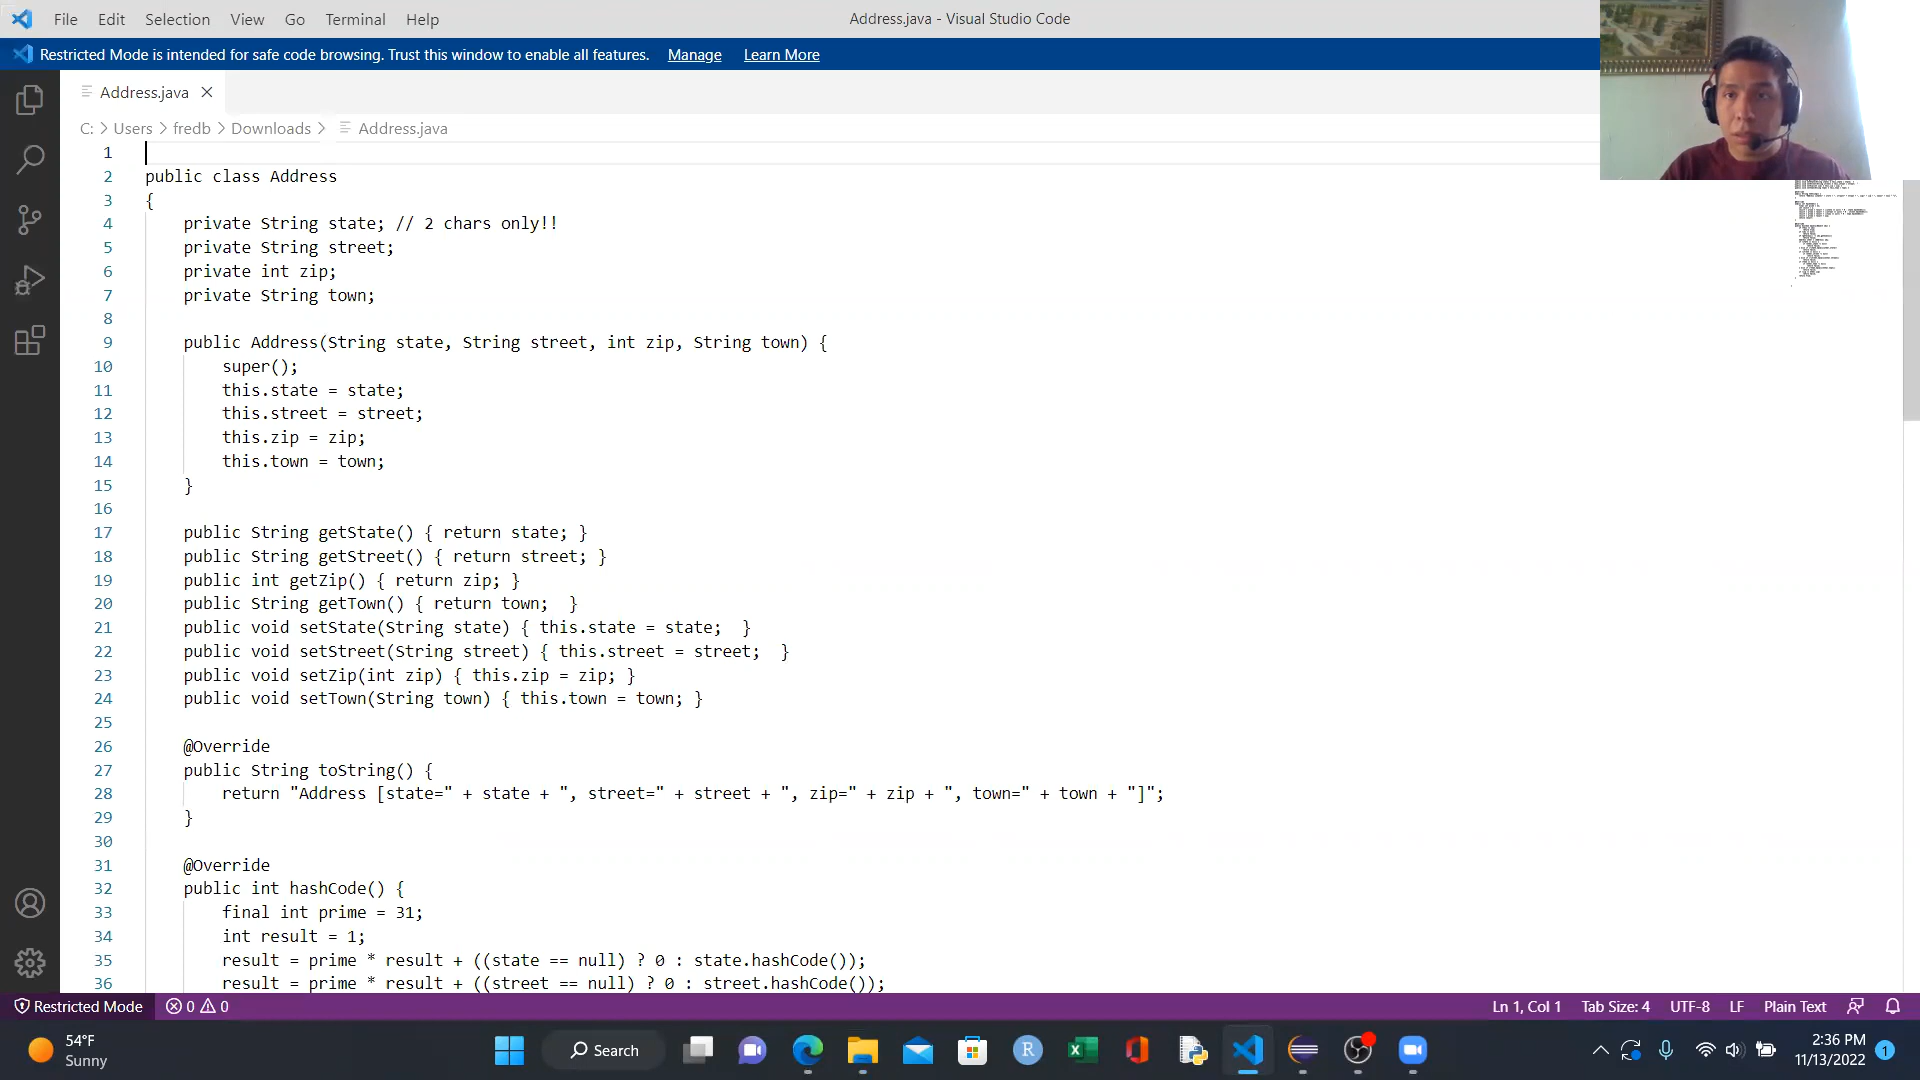 File Edit Selection View Go Terminal Help
Address.java - Visual Studio Code
Restricted Mode is intended for safe code browsing. Trust this window to enable all features. Manage Learn More
Address.java
C: > Users > fredb > Downloads > Address.java
1
2 public class Address
3 {
4 private String state; // 2 chars only!!
5 private String street;
6 private int zip;
7 private String town;
8
9 public Address(String state, String street, int zip, String town) {
10 super();
11 this.state = state;
12 this.street = street;
13 this.zip = zip;
14 this.town = town;
15 }
16
17 public String getState() { return state; }
18 public String getStreet() { return street; }
19 public int getZip() { return zip; }
20 public String getTown() { return town;  }
21 public void setState(String state) { this.state = state;  }
22 public void setStreet(String street) { this.street = street;  }
23 public void setZip(int zip) { this.zip = zip; }
24 public void setTown(String town) { this.town = town; }
25
26 @Override
27 public String toString() {
28 return "Address [state=" + state + ", street=" + street + ", zip=" + zip + ", town=" + town + "]";
29 }
30
31 @Override
32 public int hashCode() {
33 final int prime = 31;
34 int result = 1;
35 result = prime * result + ((state == null) ? 0 : state.hashCode());
36 result = prime * result + ((street == null) ? 0 : street.hashCode());
Restricted Mode 0 0 Ln 1, Col 1 Tab Size: 4 UTF-8 LF Plain Text
54°F
Sunny
Search
R
2:36 PM
11/13/2022
1